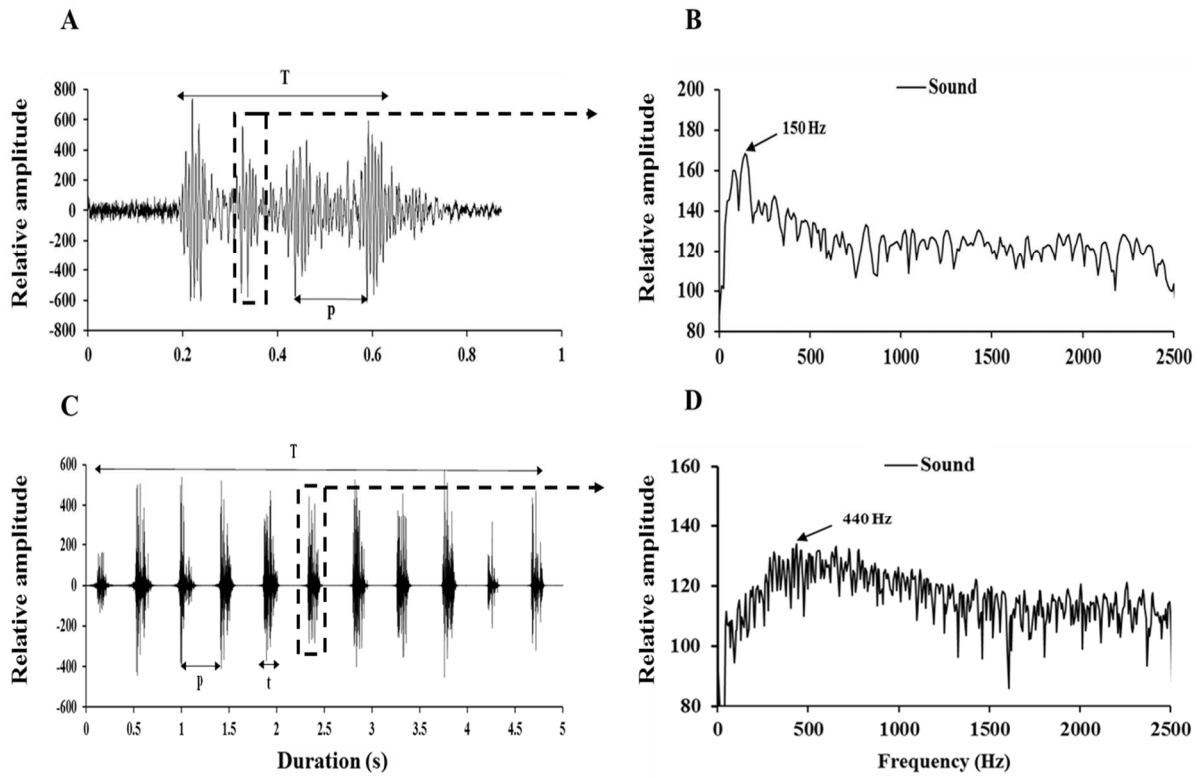 A
T
Relative amplitude
800
600
400
200
0
-200
-400
-600
-800
p
0 0.2 0.4 0.6 0.8 1
B
Sound
150 Hz
Relative amplitude
200
180
160
140
120
100
80
0 500 1000 1500 2000 2500
C
T
Relative amplitude
600
400
200
0
-200
-400
-600
p t
0 0.5 1 1.5 2 2.5 3 3.5 4 4.5 5
Duration (s)
D
Sound
440 Hz
Relative amplitude
160
140
120
100
80
0 500 1000 1500 2000 2500
Frequency (Hz)